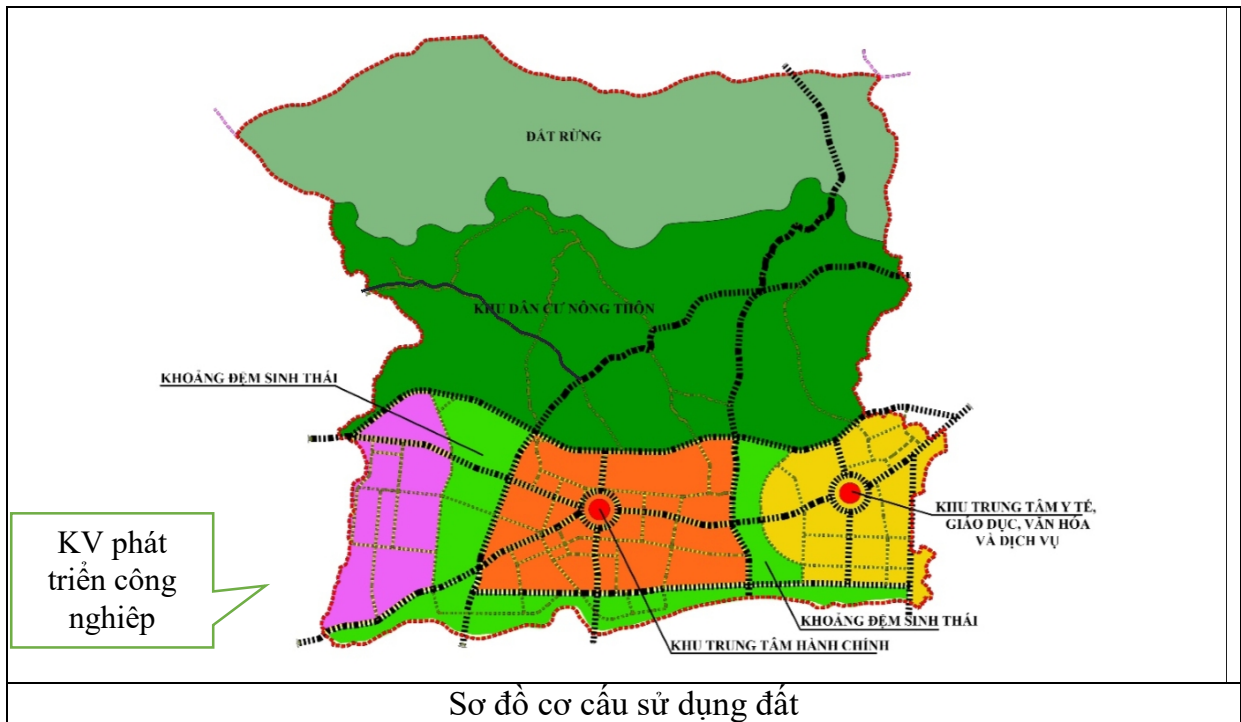 ĐẤT RỪNG
KHU DÂN CƯ NÔNG THÔN
KHOẢNG ĐỆM SINH THÁI
KHU TRUNG TÂM Y TẾ,
GIÁO DỤC, VĂN HÓA
VÀ DỊCH VỤ
KV phát
triển công
nghiêp
KHOẢNG ĐỆM SINH THÁI
KHU TRUNG TÂM HÀNH CHÍNH
Sơ đồ cơ cấu sử dụng đất